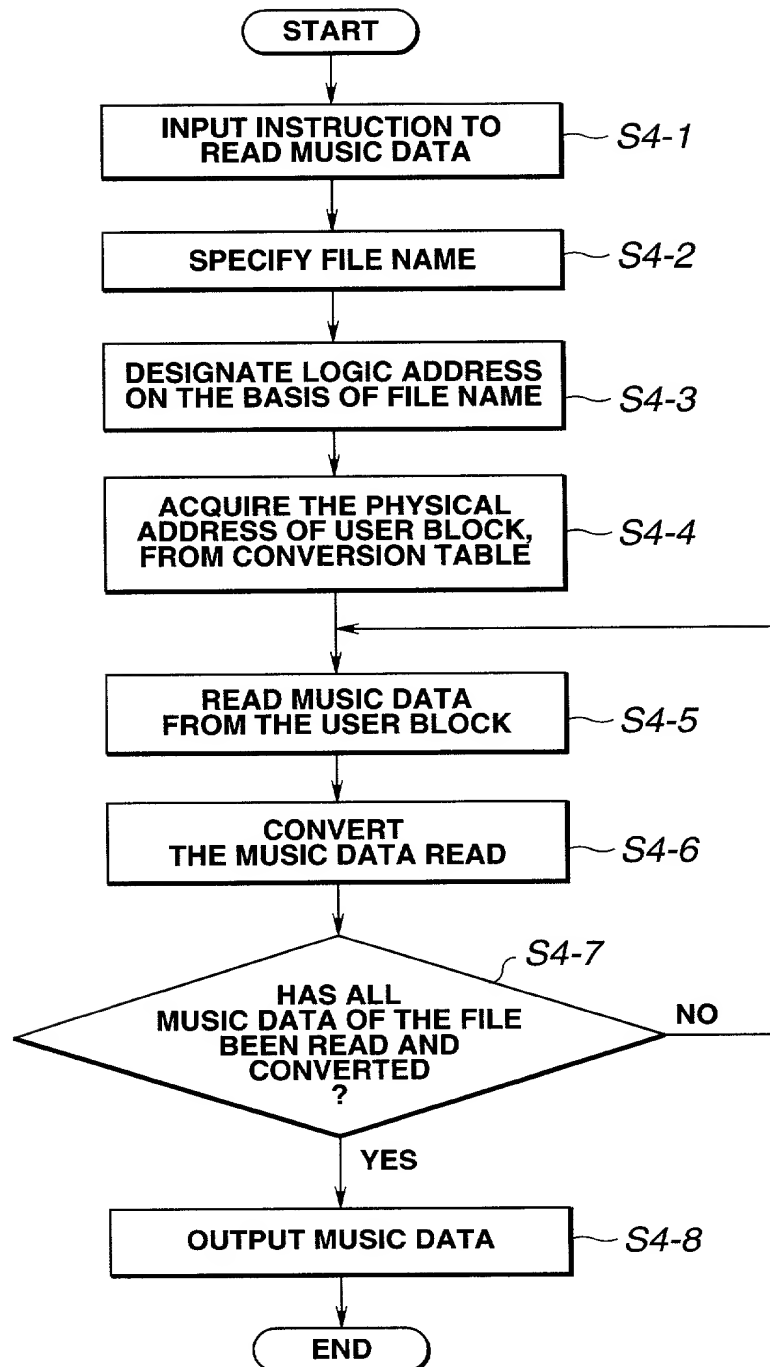 START
INPUT INSTRUCTION TO
READ MUSIC DATA
S4-1
SPECIFY FILE NAME
S4-2
DESIGNATE LOGIC ADDRESS
ON THE BASIS OF FILE NAME
S4-3
ACQUIRE THE PHYSICAL
ADDRESS OF USER BLOCK,
FROM CONVERSION TABLE
S4-4
READ MUSIC DATA
FROM THE USER BLOCK
S4-5
CONVERT
THE MUSIC DATA READ
S4-6
S4-7
HAS ALL
MUSIC DATA OF THE FILE
BEEN READ AND
CONVERTED
?
NO
YES
OUTPUT MUSIC DATA
S4-8
END